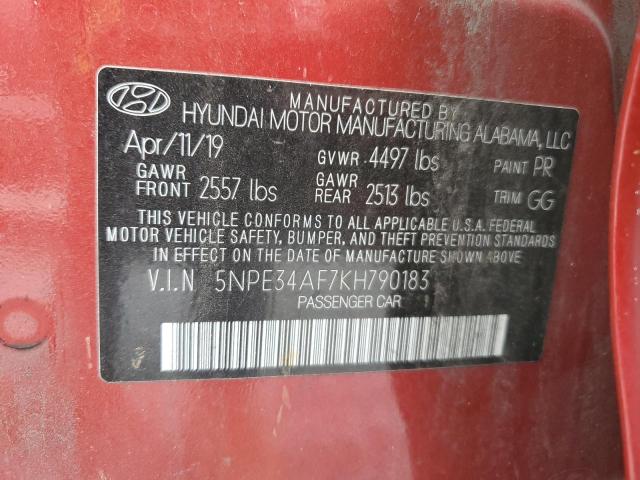 MANUFACTURED BY
HYUNDAI MOTOR MANUFACTURING ALABAMA, LLC
Apr/11/19 GVWR 4497 lbs PAINT PR
GAWR FRONT 2557 lbs GAWR REAR 2513 lbs TRIM GG
THIS VEHICLE CONFORMS TO ALL APPLICABLE U.S.A. FEDERAL
MOTOR VEHICLE SAFETY, BUMPER, AND THEFT PREVENTION STANDARDS
IN EFFECT ON THE DATE OF MANUFACTURE SHOWN ABOVE
V.I.N 5NPE34AF7KH790183
PASSENGER CAR